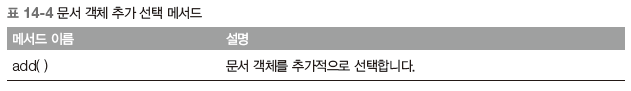 표 14-4 문서 객체 추가 선택 메서드
메서드 이름 설명
add( ) 문서 객체를 추가적으로 선택합니다.